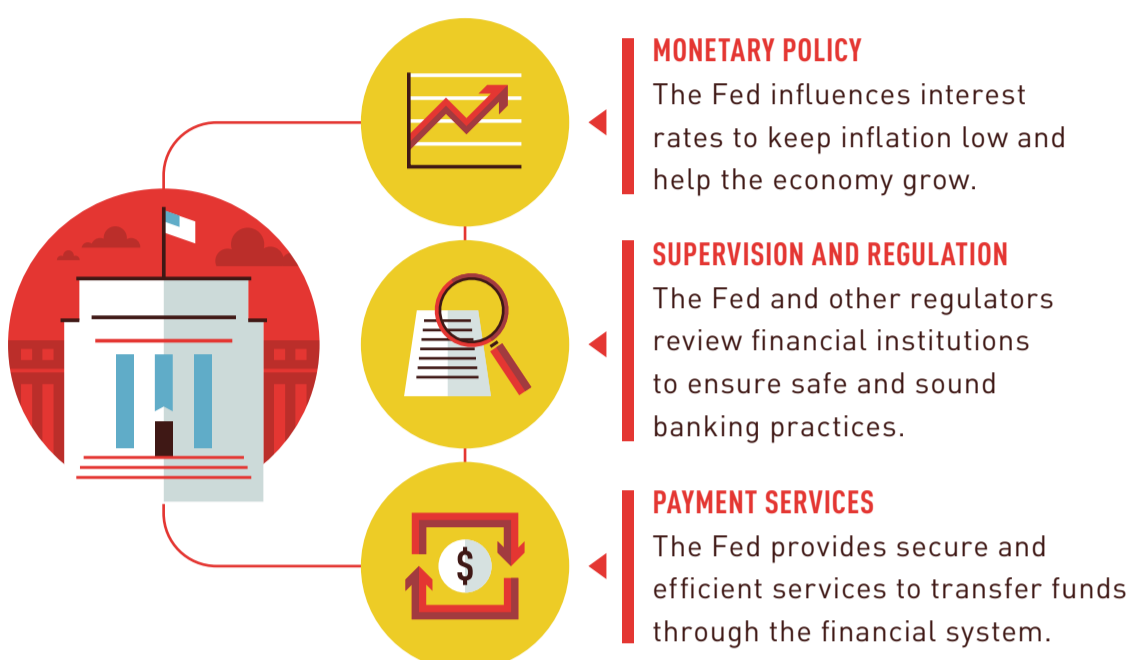 MONETARY POLICY
The Fed influences interest
rates to keep inflation low and
help the economy grow.
SUPERVISION AND REGULATION
The Fed and other regulators
review financial institutions
to ensure safe and sound
banking practices.
$
PAYMENT SERVICES
The Fed provides secure and
efficient services to transfer funds
through the financial system.